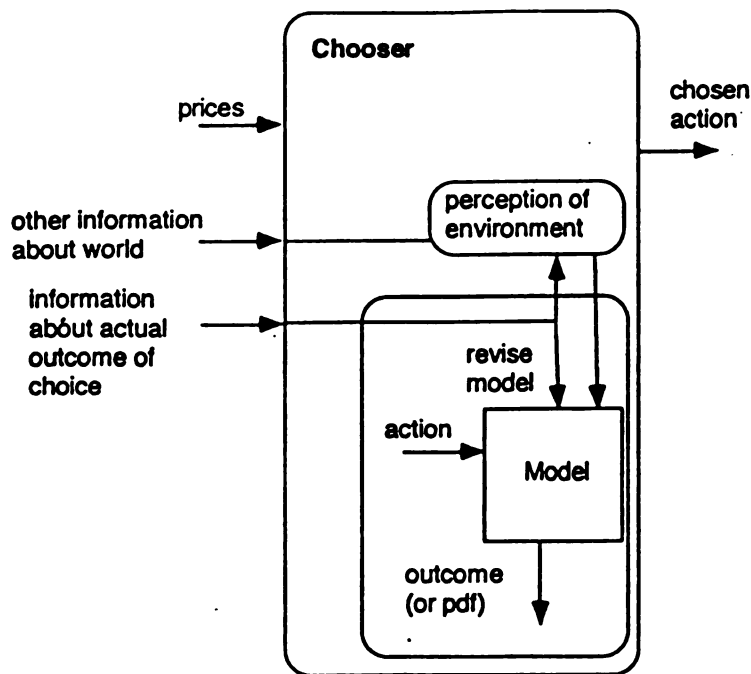 Chooser
prices
chosen
action
other information
about world
perception of
environment
information
about actual
outcome of
choice
revise
model
action
Model
outcome
(or pdf)